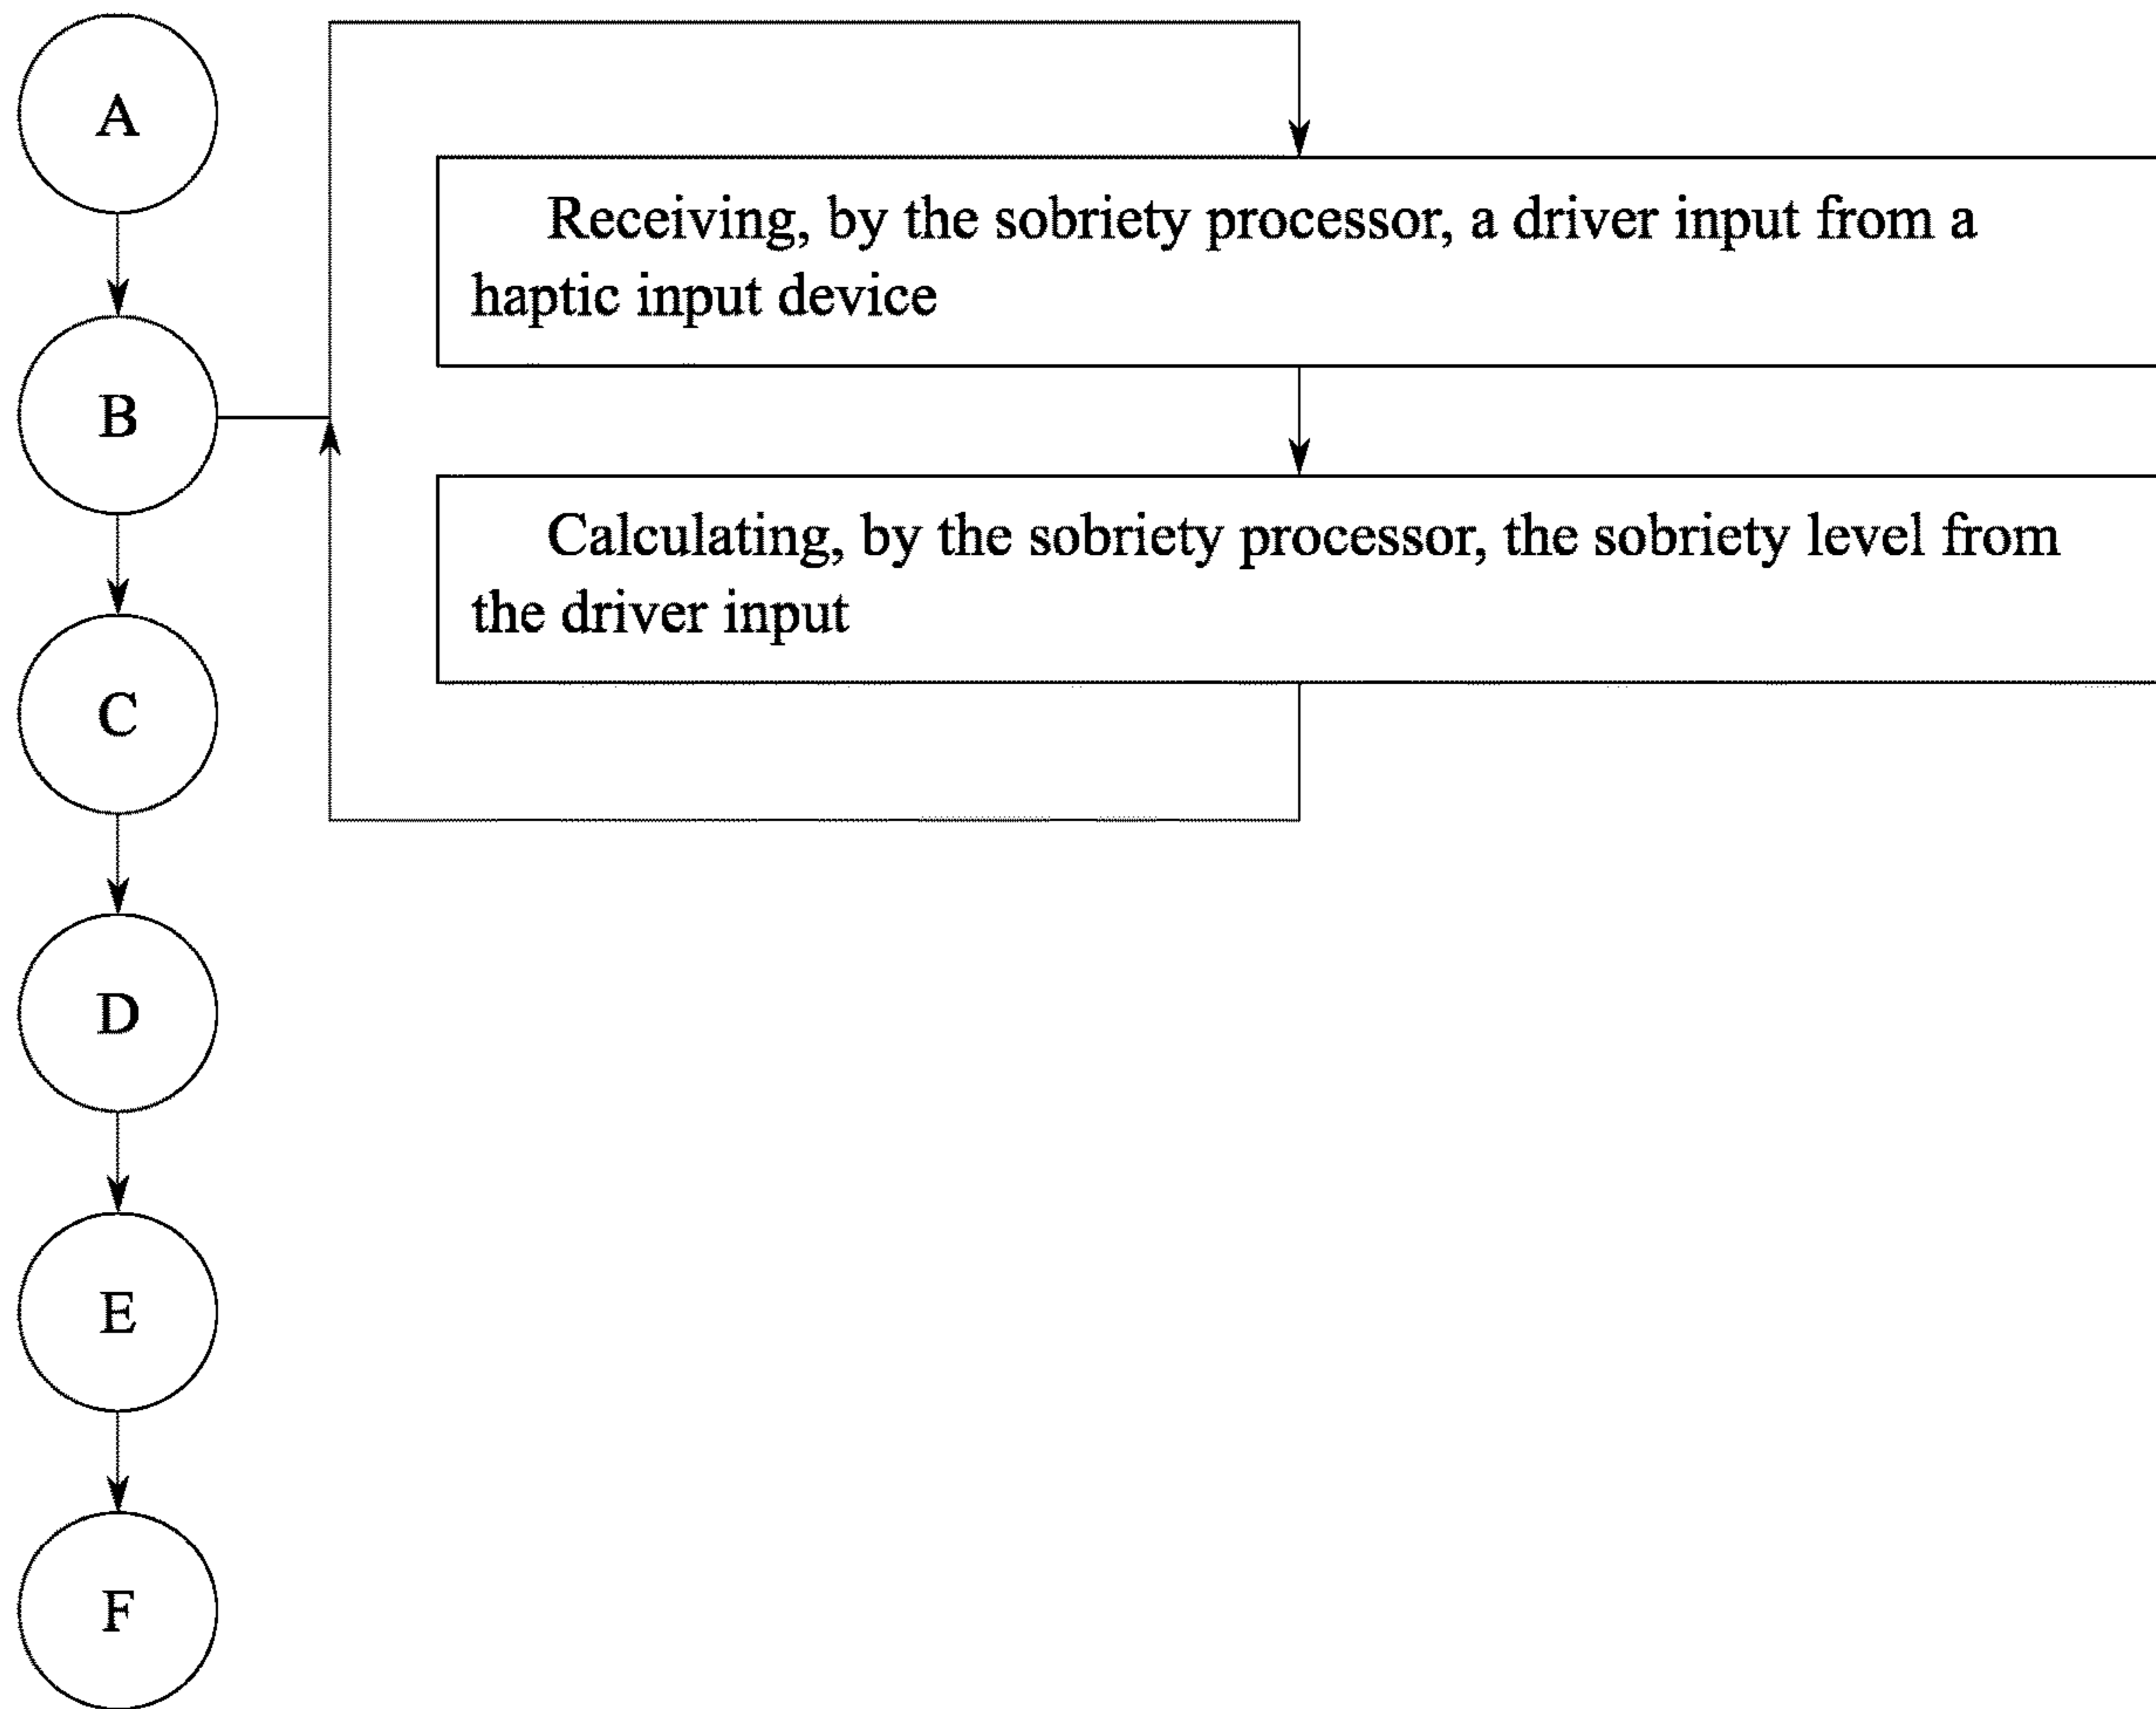 A
B
Receiving, by the sobriety processor, a driver input from a
haptic input device
Calculating, by the sobriety processor, the sobriety level from
the driver input
C
D
E
F